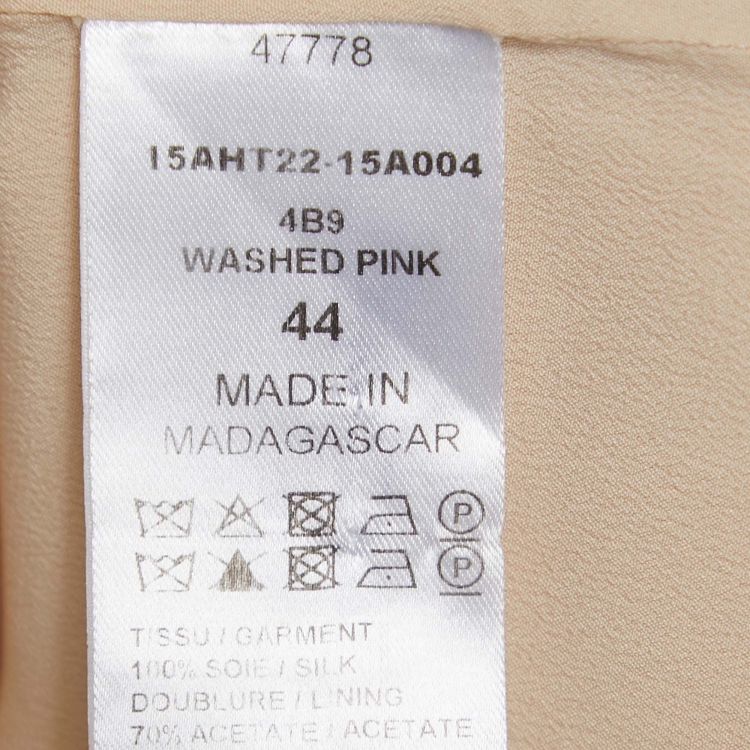 47778
15AHT22-15A004
4B9
WASHED PINK
44
MADE IN
MADAGASCAR
P
P
TISSU / GARMENT
100% SOIE / SILK
DOUBLURE / LINING
70% ACETATE / ACETATE